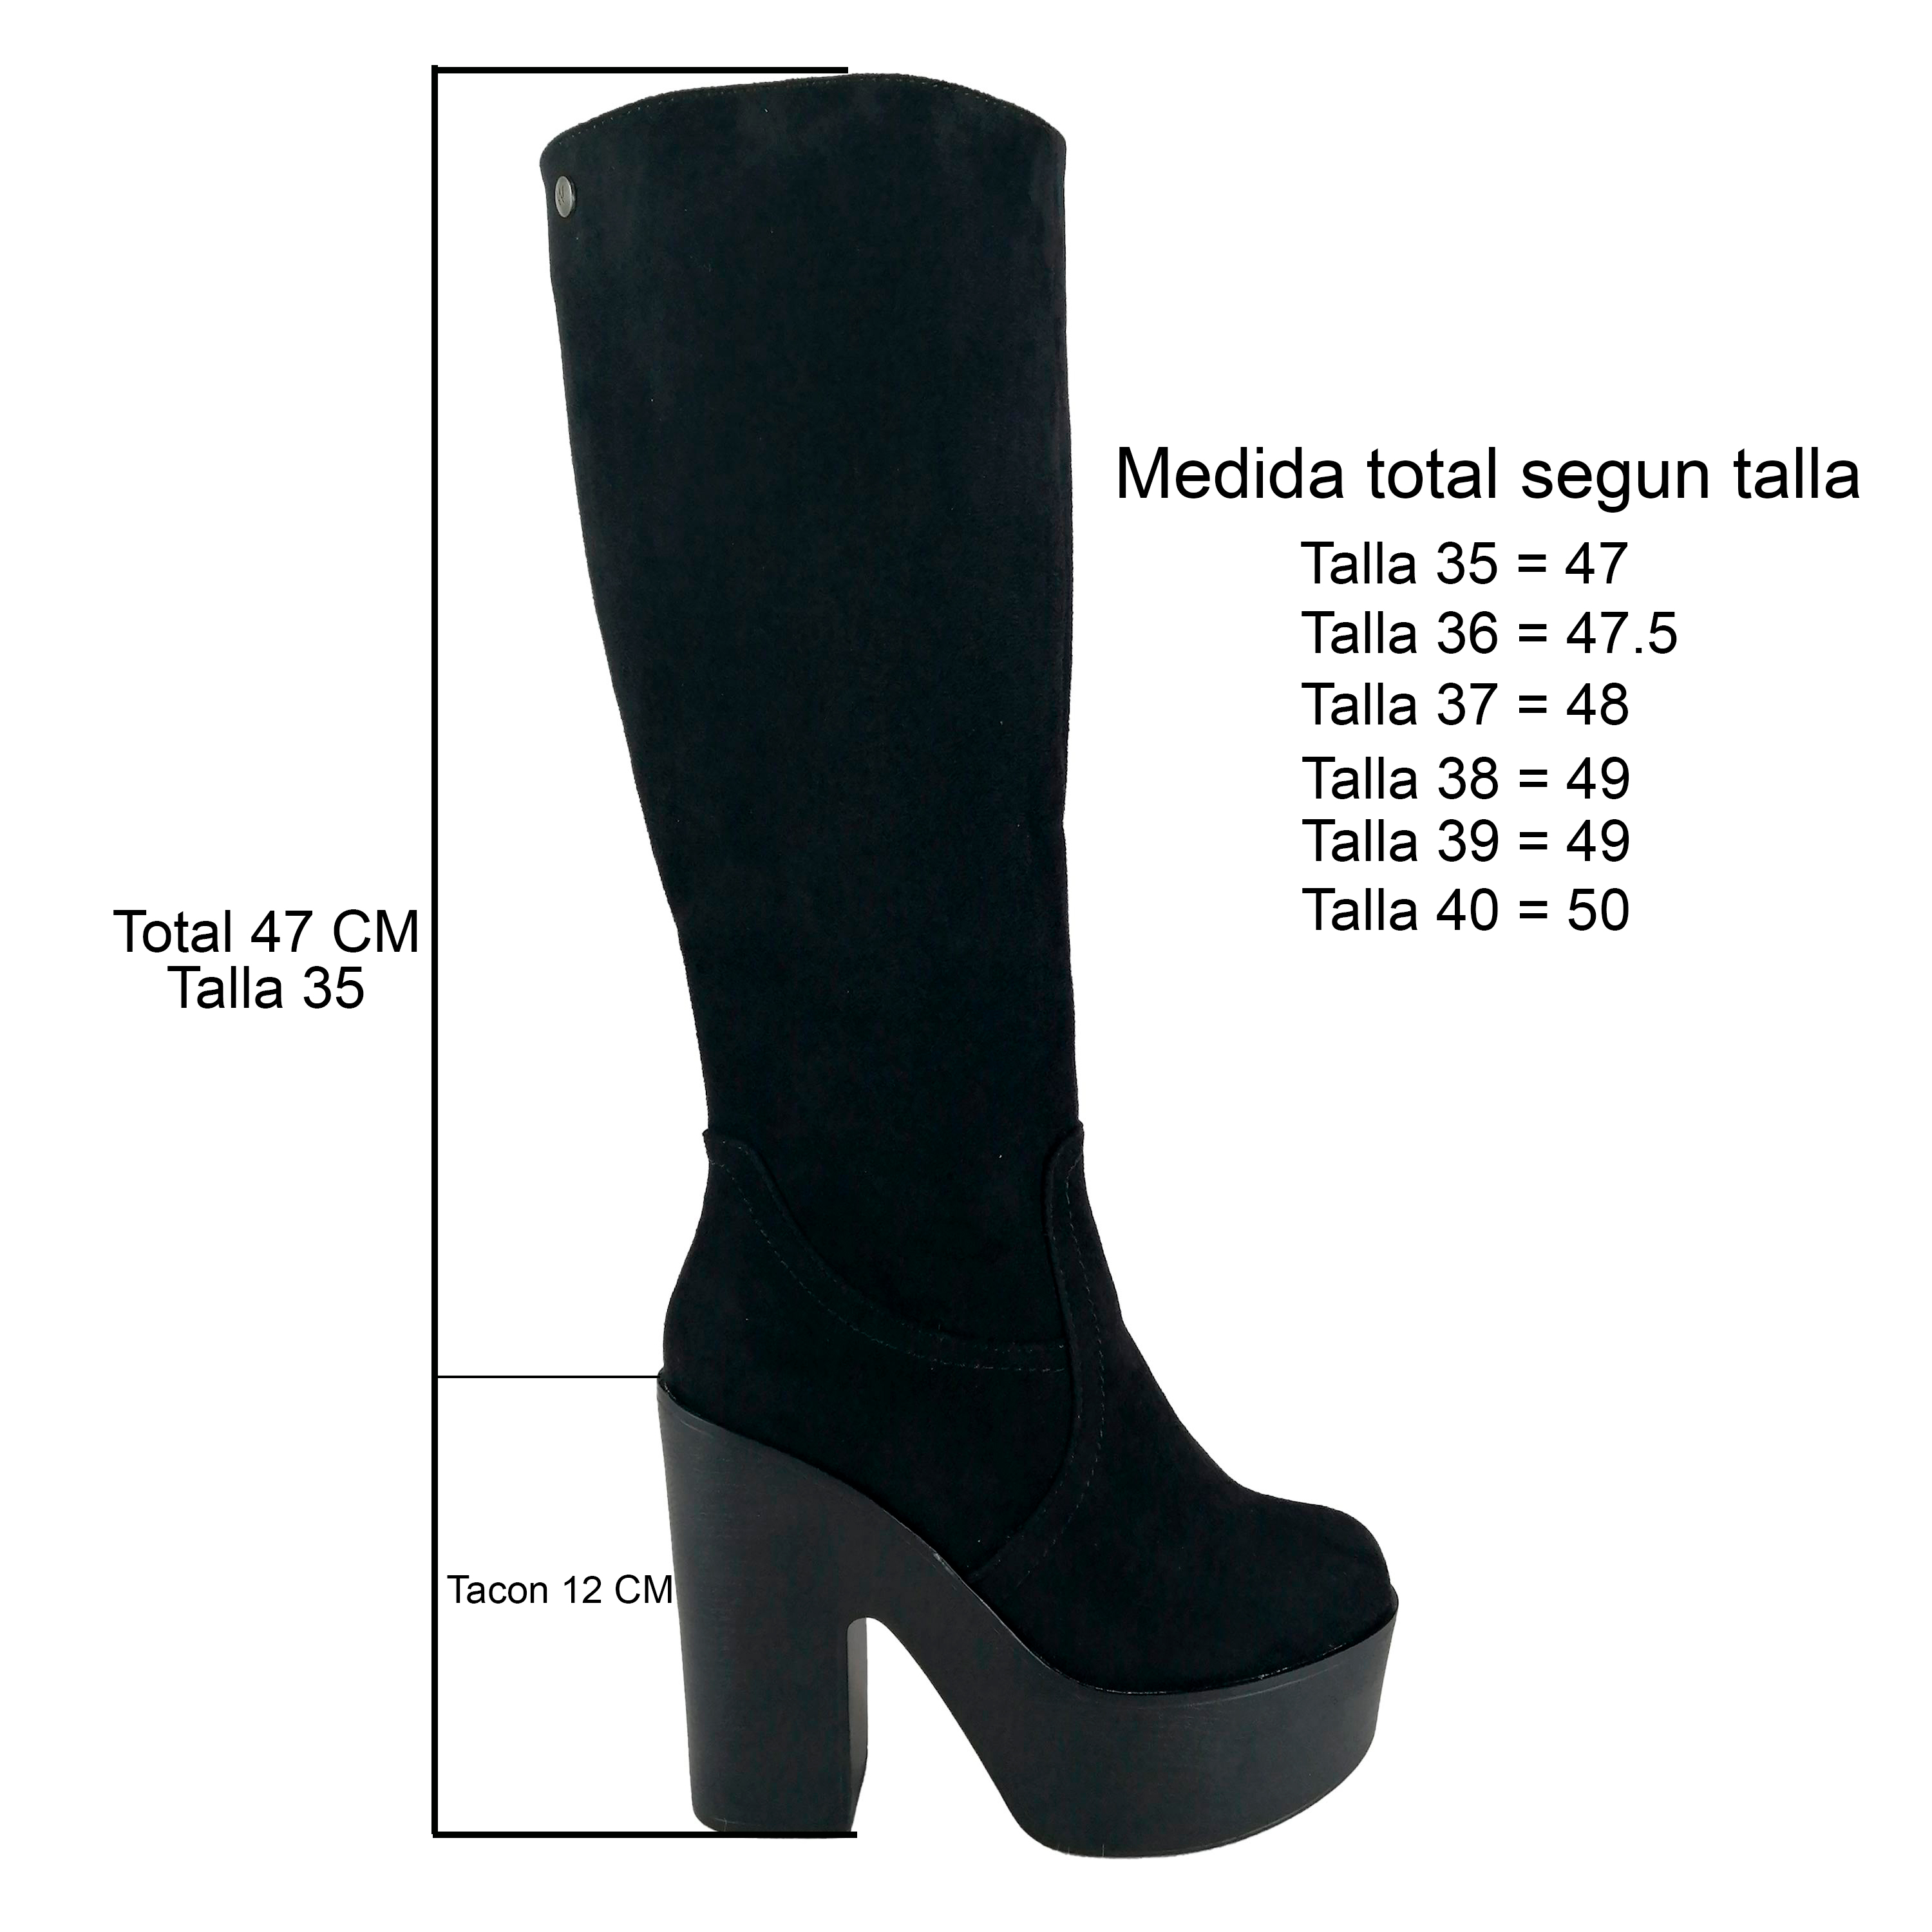 Medida total segun talla
Talla 35 = 47
Talla 36 = 47.5
Talla 37 = 48
Talla 38 = 49
Talla 39 = 49
Talla 40 = 50
Total 47 CM
Talla 35
Tacon 12 CM